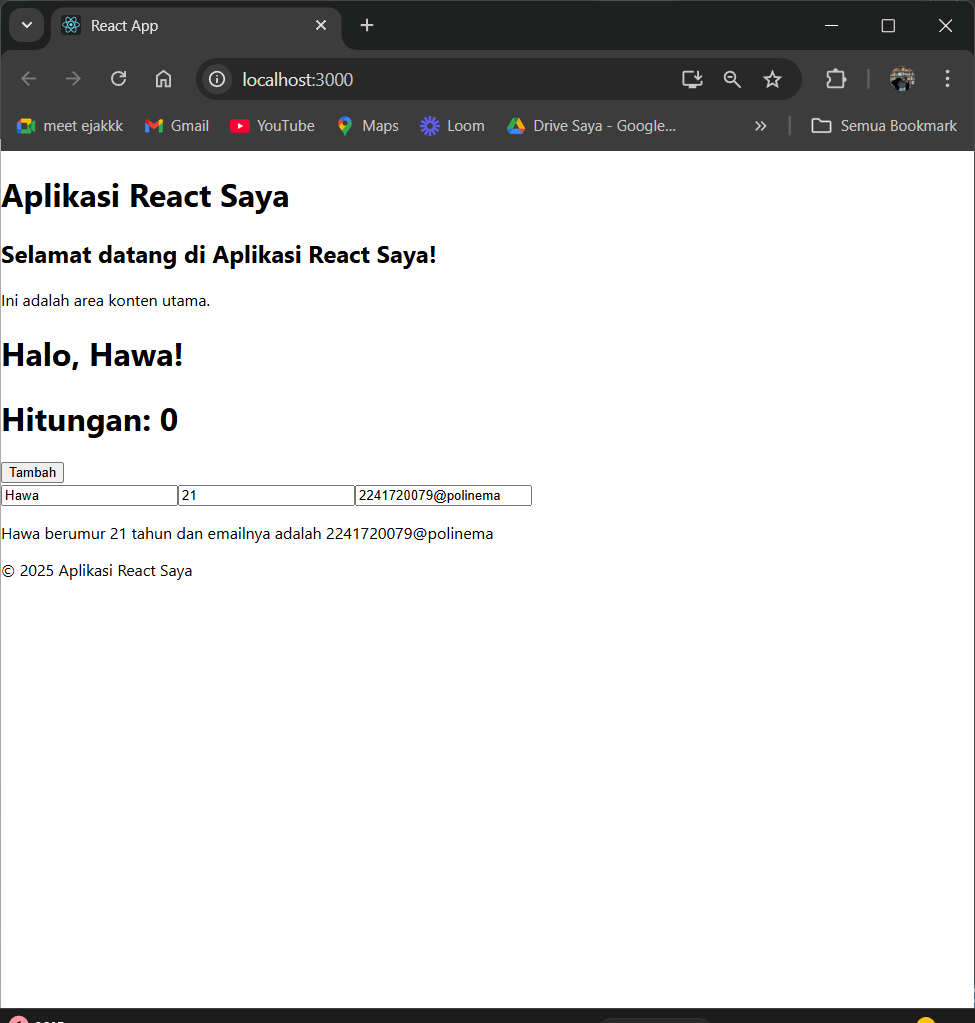 React App
localhost:3000
meet ejakkk Gmail YouTube Maps Loom Drive Saya - Google... Semua Bookmark
Aplikasi React Saya
Selamat datang di Aplikasi React Saya!
Ini adalah area konten utama.
Halo, Hawa!
Hitungan: 0
Tambah
Hawa 21 2241720079@polinema
Hawa berumur 21 tahun dan emailnya adalah 2241720079@polinema
© 2025 Aplikasi React Saya